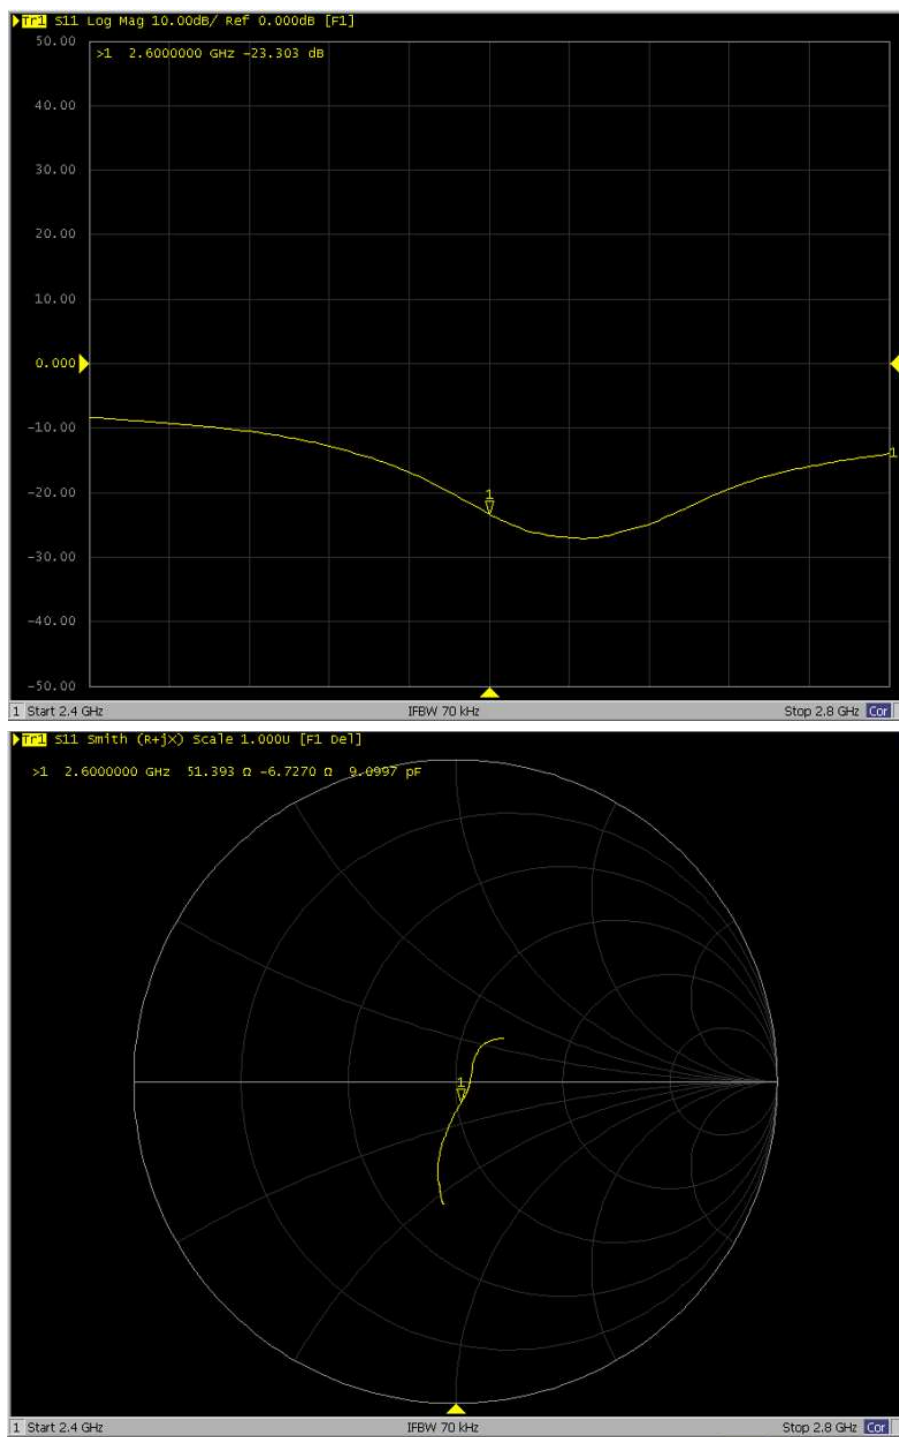 Tr1 S11 Log Mag 10.00dB/ Ref 0.000dB [F1]
50.00
>1 2.6000000 GHz -23.303 dB
40.00
30.00
20.00
10.00
0.000
-10.00
1
-20.00
1
-30.00
-40.00
-50.00
1 Start 2.4 GHz IFBW 70 kHz Stop 2.8 GHz Cor
Tr1 S11 Smith (R+jX) Scale 1.000U [F1 Del]
>1 2.6000000 GHz 51.393 Ω -6.7270 Ω 9.0997 pF
1
1 Start 2.4 GHz IFBW 70 kHz Stop 2.8 GHz Cor